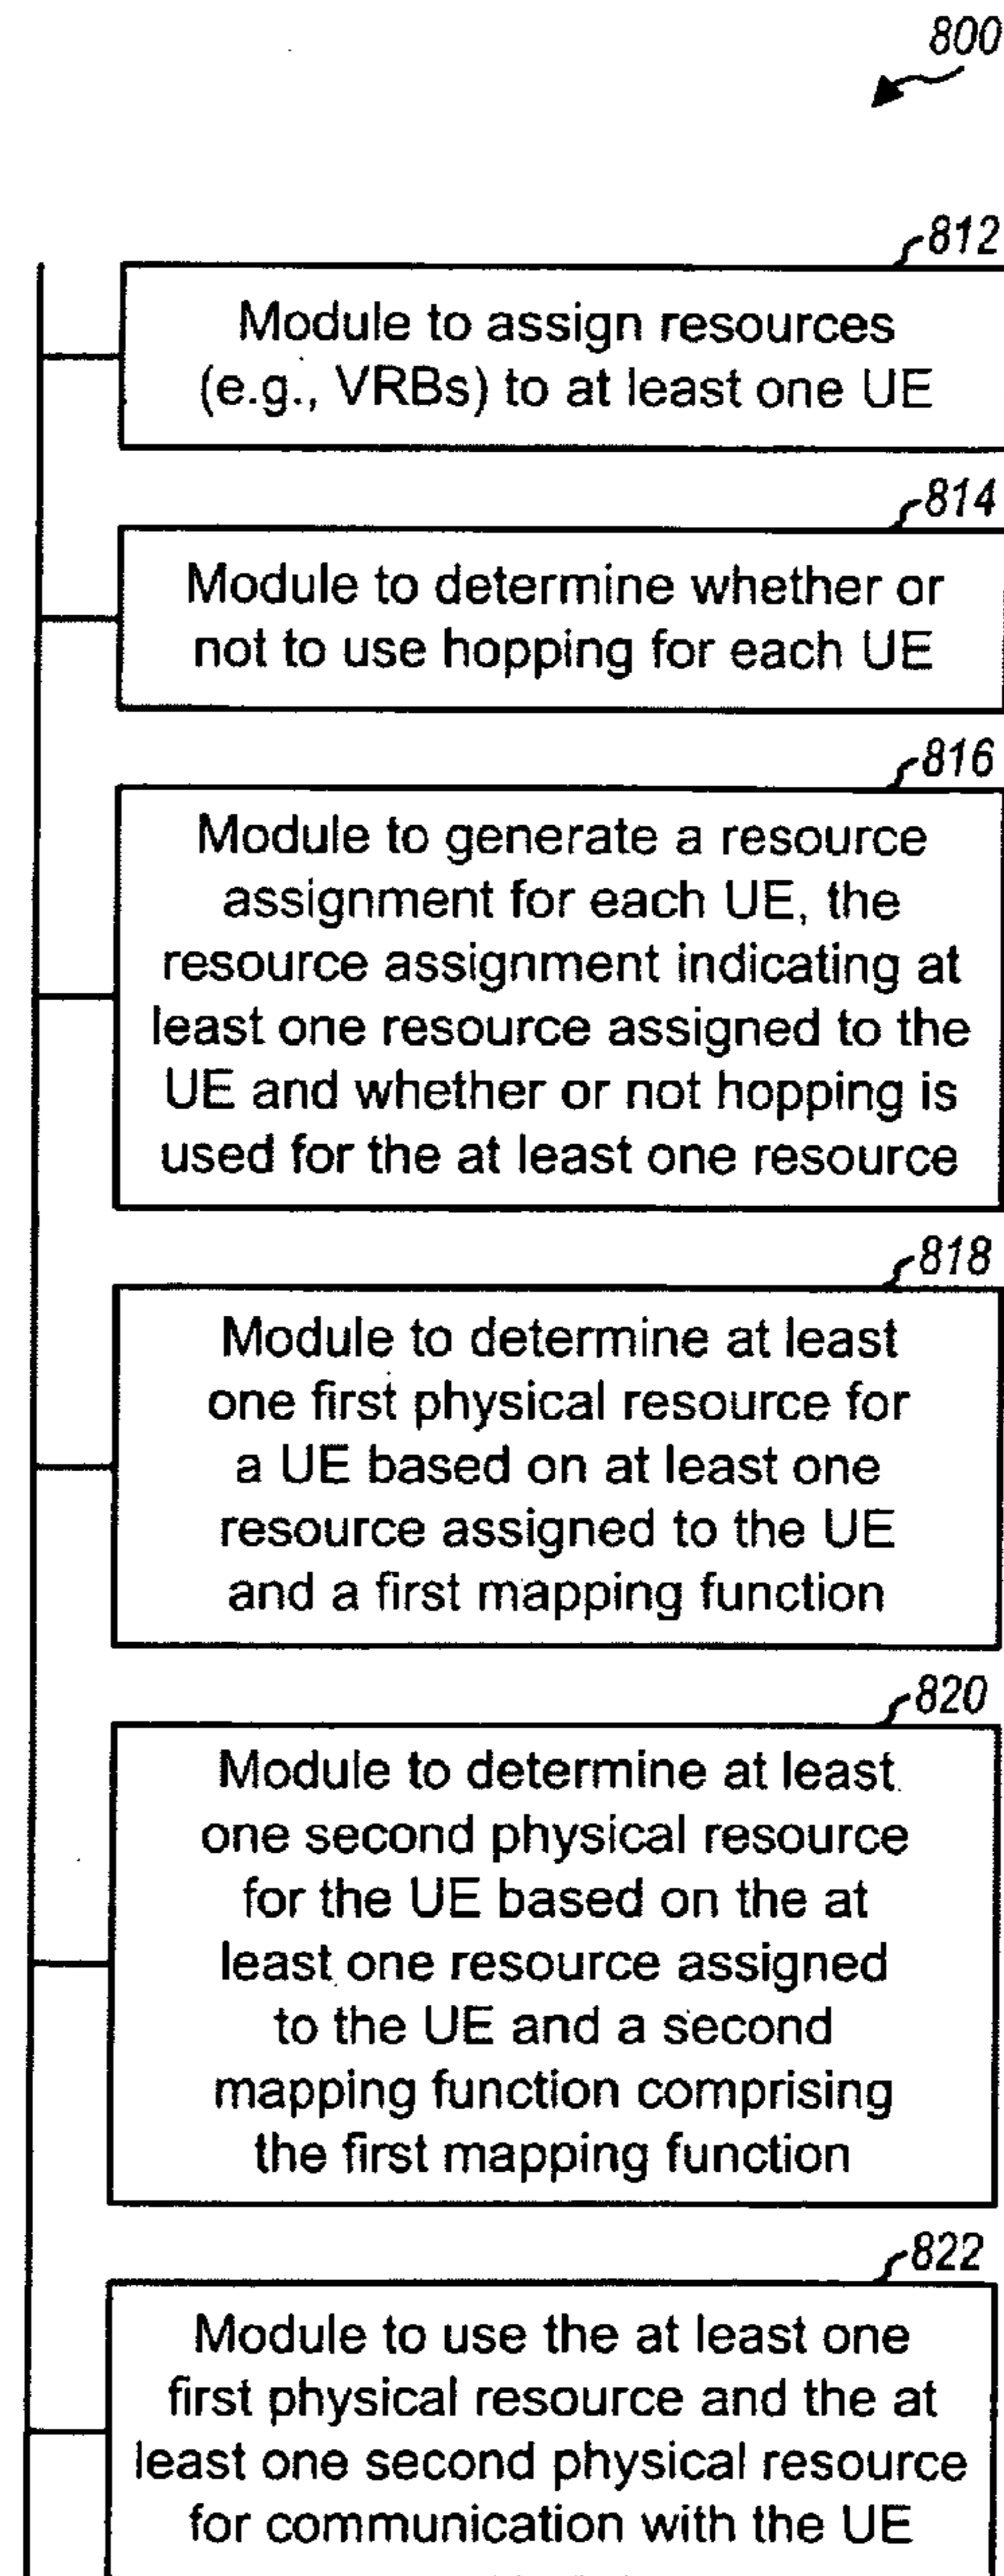 800
812
Module to assign resources
(e.g., VRBs) to at least one UE
814
Module to determine whether or
not to use hopping for each UE
816
Module to generate a resource
assignment for each UE, the
resource assignment indicating at
least one resource assigned to the
UE and whether or not hopping is
used for the at least one resource
818
Module to determine at least
one first physical resource for
a UE based on at least one
resource assigned to the UE
and a first mapping function
820
Module to determine at least
one second physical resource
for the UE based on the at
least one resource assigned
to the UE and a second
mapping function comprising
the first mapping function
822
Module to use the at least one
first physical resource and the at
least one second physical resource
for communication with the UE